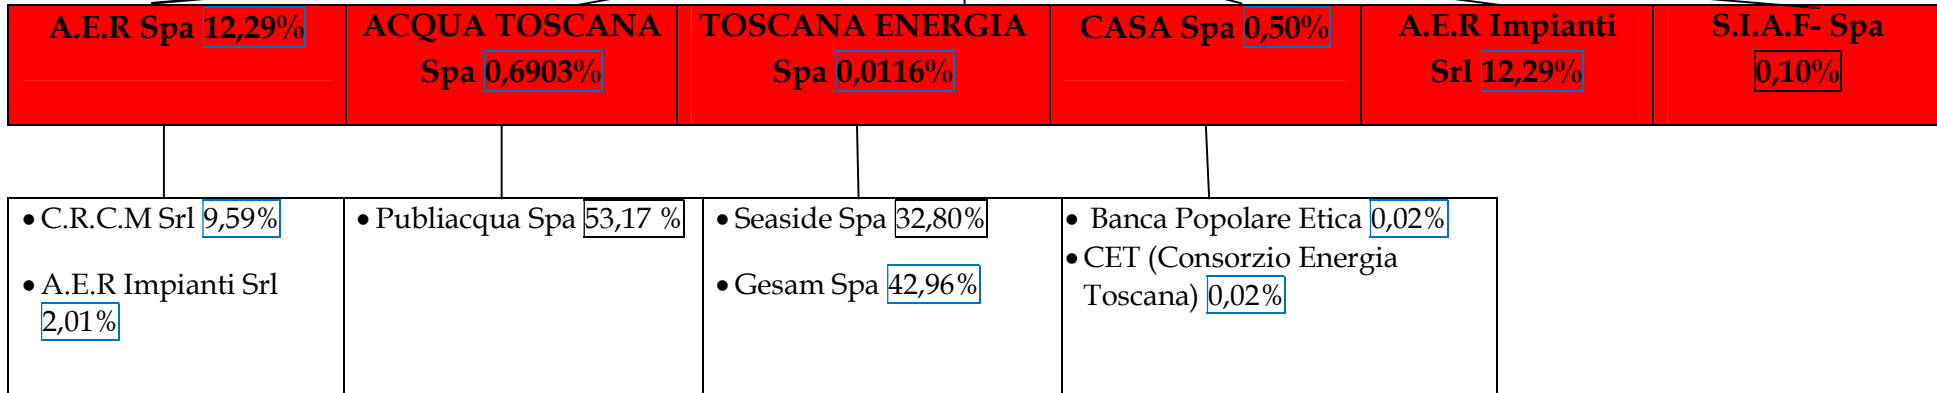 A.E.R Spa 12,29%
ACQUA TOSCANA
Spa 0,6903%
TOSCANA ENERGIA
Spa 0,0116%
CASA Spa 0,50%
A.E.R Impianti
Srl 12,29%
S.I.A.F- Spa
0,10%
• C.R.C.M Srl 9,59%
• A.E.R Impianti Srl
2,01%
• Publiacqua Spa 53,17 %
• Seaside Spa 32,80%
• Gesam Spa 42,96%
• Banca Popolare Etica 0,02%
• CET (Consorzio Energia
Toscana) 0,02%